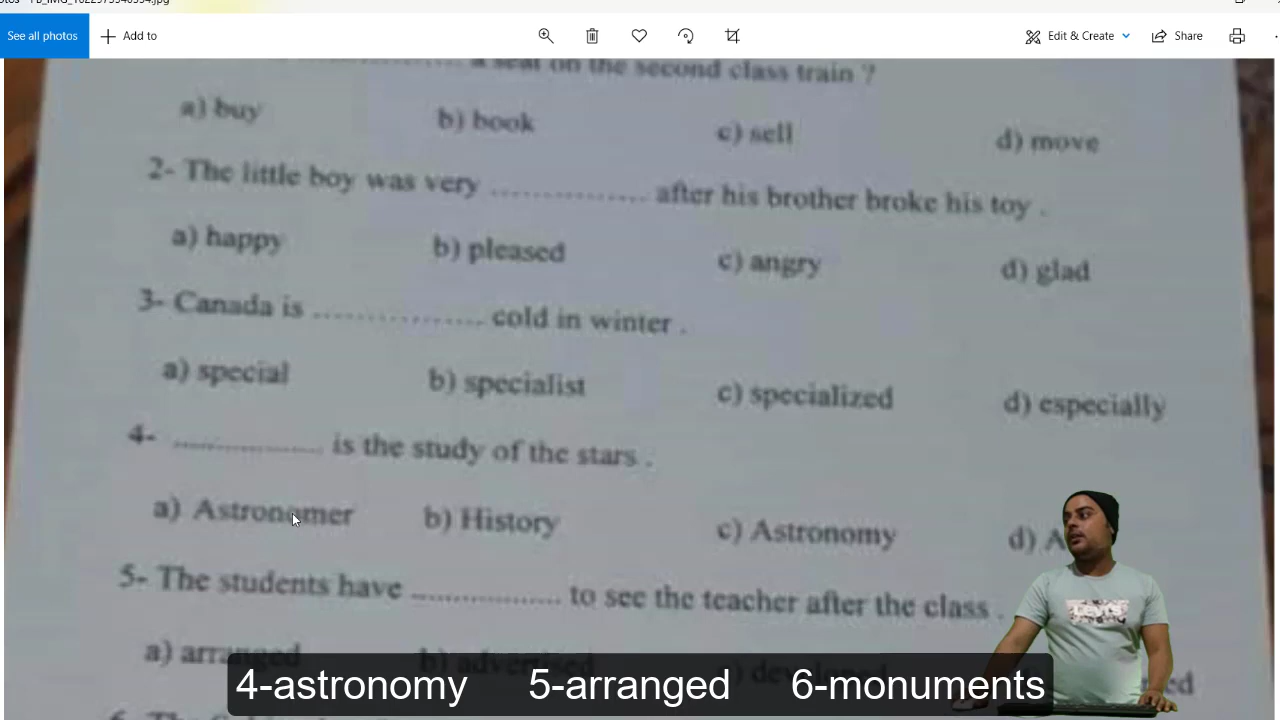 See all photos + Add to Edit & Create Share
a seat on the second class train ?
a) buy b) book c) sell d) move
2- The little boy was very ................ after his brother broke his toy .
a) happy b) pleased c) angry d) glad
3- Canada is .................. cold in winter .
a) special b) specialist c) specialized d) especially
4- .................. is the study of the stars .
a) Astronomer b) History c) Astronomy d) A
5- The students have .................. to see the teacher after the class .
a) arranged b) advertised c) developed
4-astronomy 5-arranged 6-monuments